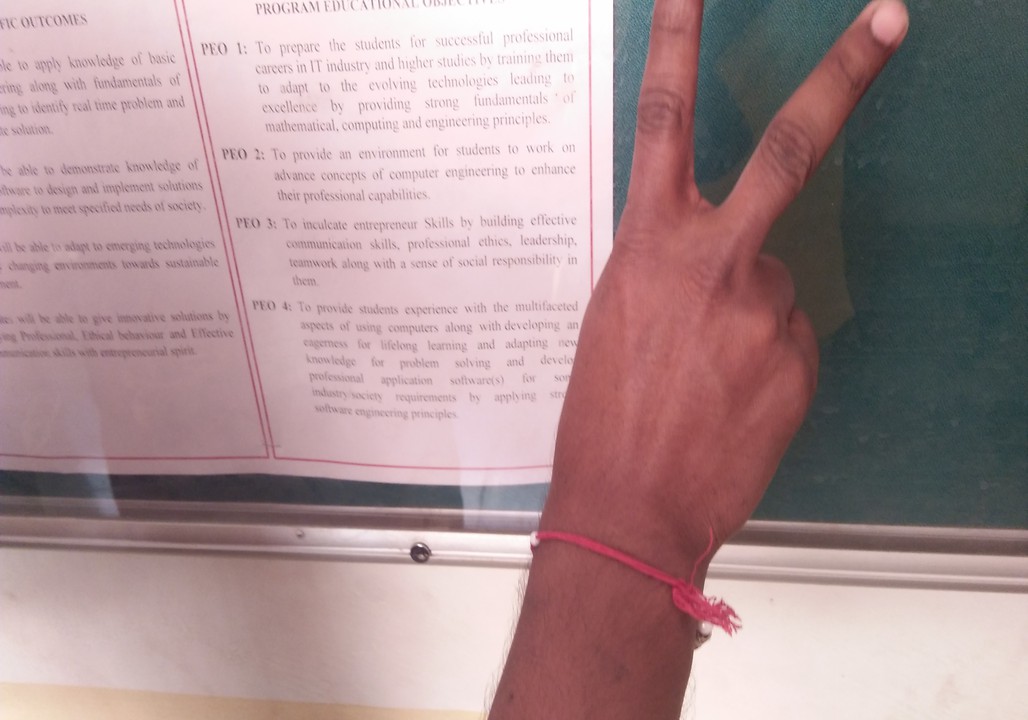 FIC OUTCOMES
to apply knowledge of basic
ering along with fundamentals of
ing to identify real time problem and
solution.
be able to demonstrate knowledge of
ftware to design and implement solutions
mplexity to meet specified needs of society.
will be able to adapt to emerging technologies
changing environments towards sustainable
ment.
will be able to give innovative solutions by
ing Professional, Ethical behaviour and Effective
munication skills with entrepreneurial spirit.
PROGRAM EDUCATIONAL OBJECTIVES
PEO 1: To prepare the students for successful professional
careers in IT industry and higher studies by training them
to adapt to the evolving technologies leading to
excellence by providing strong fundamentals of
mathematical, computing and engineering principles.
PEO 2: To provide an environment for students to work on
advance concepts of computer engineering to enhance
their professional capabilities.
PEO 3: To inculcate entrepreneur Skills by building effective
communication skills, professional ethics, leadership,
teamwork along with a sense of social responsibility in
them.
PEO 4: To provide students experience with the multifaceted
aspects of using computers along with developing an
eagerness for lifelong learning and adapting new
knowledge for problem solving and develo
professional application software(s) for som
industry/society requirements by applying stro
software engineering principles.